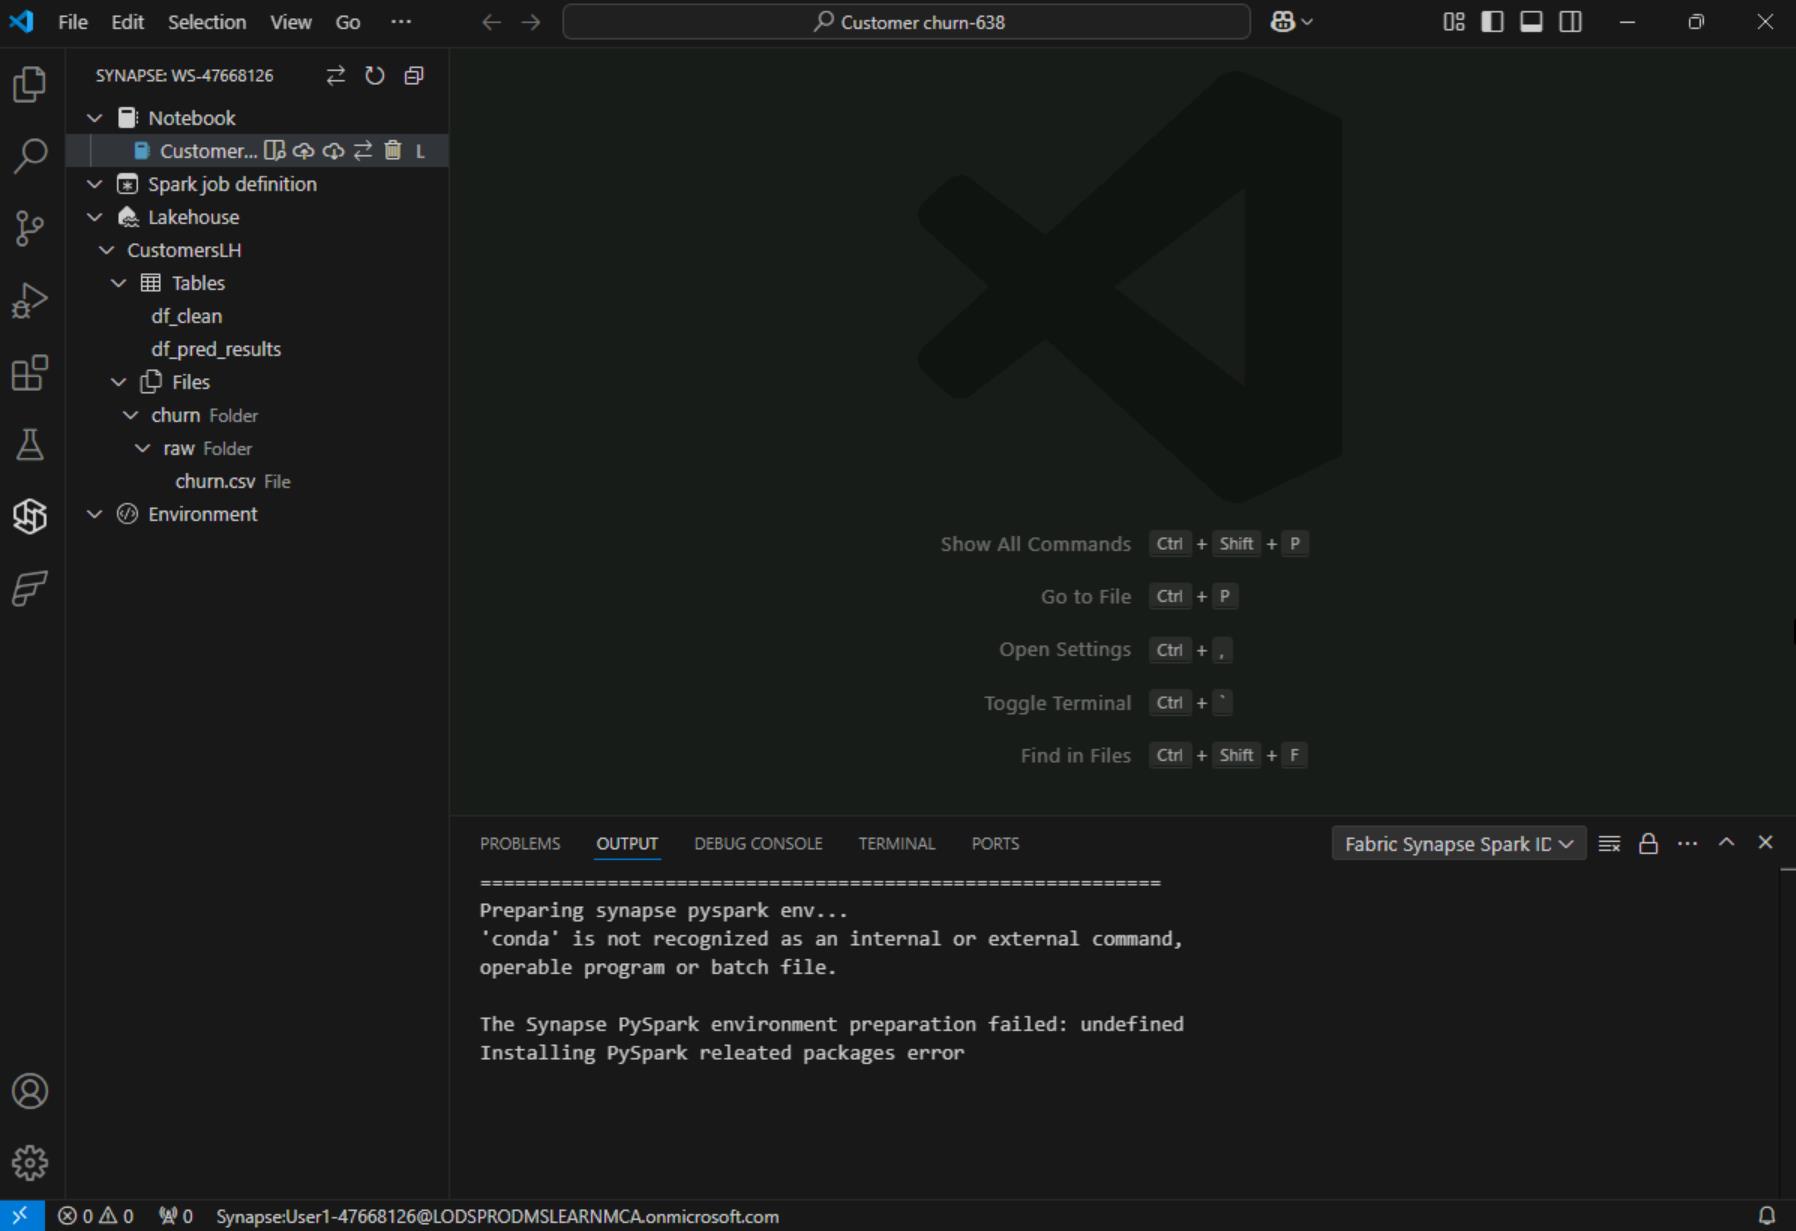 File Edit Selection View Go ···
Customer churn-638
SYNAPSE: WS-47668126
Notebook
Customer... L
Spark job definition
Lakehouse
CustomersLH
Tables
df_clean
df_pred_results
Files
churn Folder
raw Folder
churn.csv File
Environment
Show All Commands Ctrl + Shift + P
Go to File Ctrl + P
Open Settings Ctrl + ,
Toggle Terminal Ctrl + `
Find in Files Ctrl + Shift + F
PROBLEMS OUTPUT DEBUG CONSOLE TERMINAL PORTS
Fabric Synapse Spark ID
===========================================================
Preparing synapse pyspark env...
'conda' is not recognized as an internal or external command,
operable program or batch file.
The Synapse PySpark environment preparation failed: undefined
Installing PySpark releated packages error
0 0 0 Synapse:User1-47668126@LODSPRODMSLEARNMCA.onmicrosoft.com